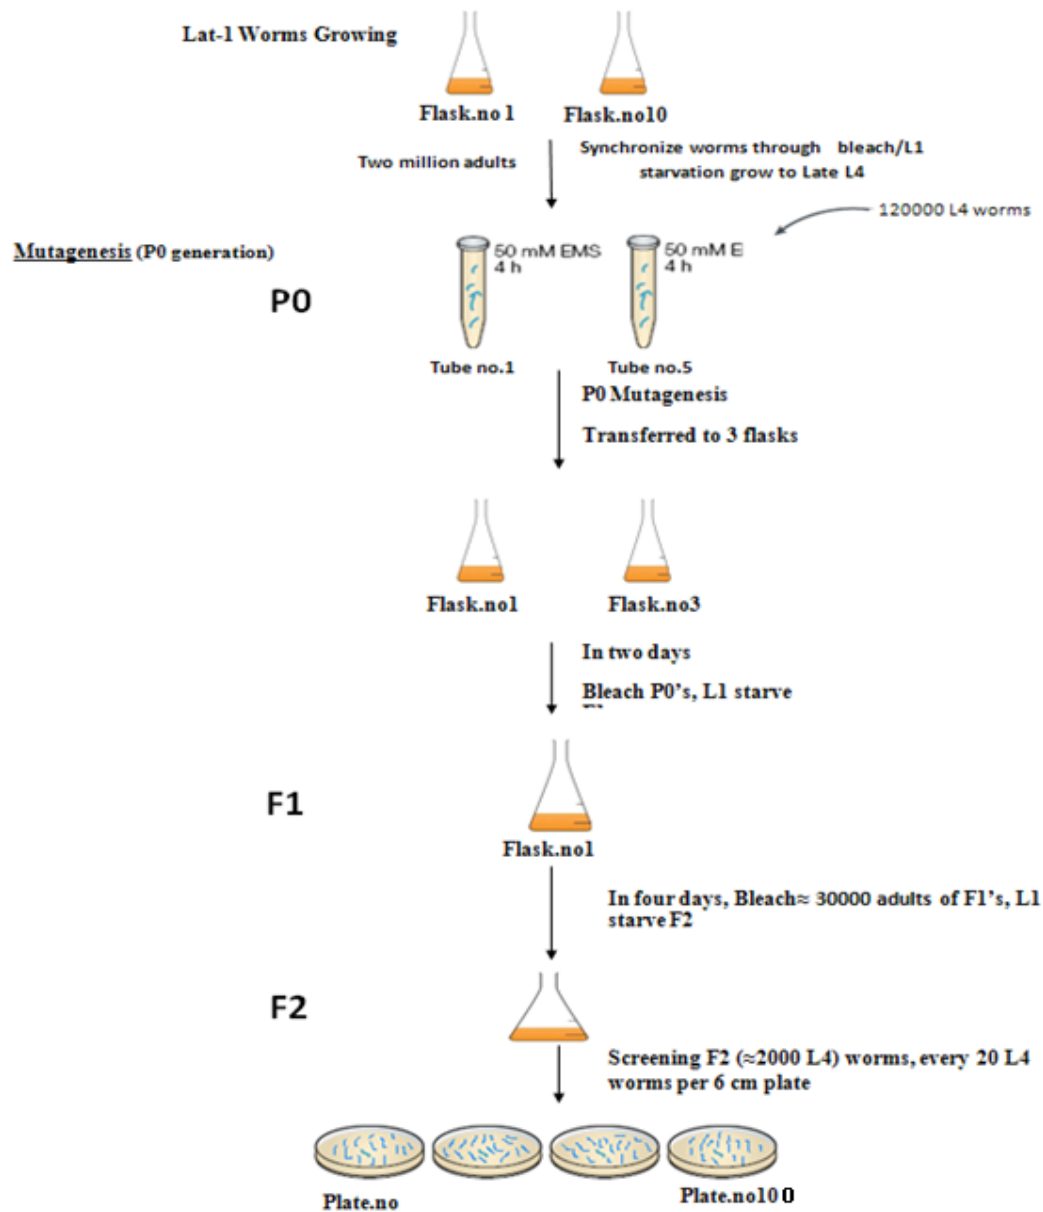 Lat-1 Worms Growing
Flask.no 1
Flask.no10
Two million adults
Synchronize worms through bleach/L1
starvation grow to Late L4
120000 L4 worms
Mutagenesis (P0 generation)
50 mM EMS
4 h
50 mM E
4 h
P0
Tube no.1
Tube no.5
P0 Mutagenesis
Transferred to 3 flasks
Flask.no1
Flask.no3
In two days
Bleach P0's, L1 starve
F1
Flask.no1
In four days, Bleach≈ 30000 adults of F1's, L1
starve F2
F2
Screening F2 (≈2000 L4) worms, every 20 L4
worms per 6 cm plate
Plate.no
Plate.no100